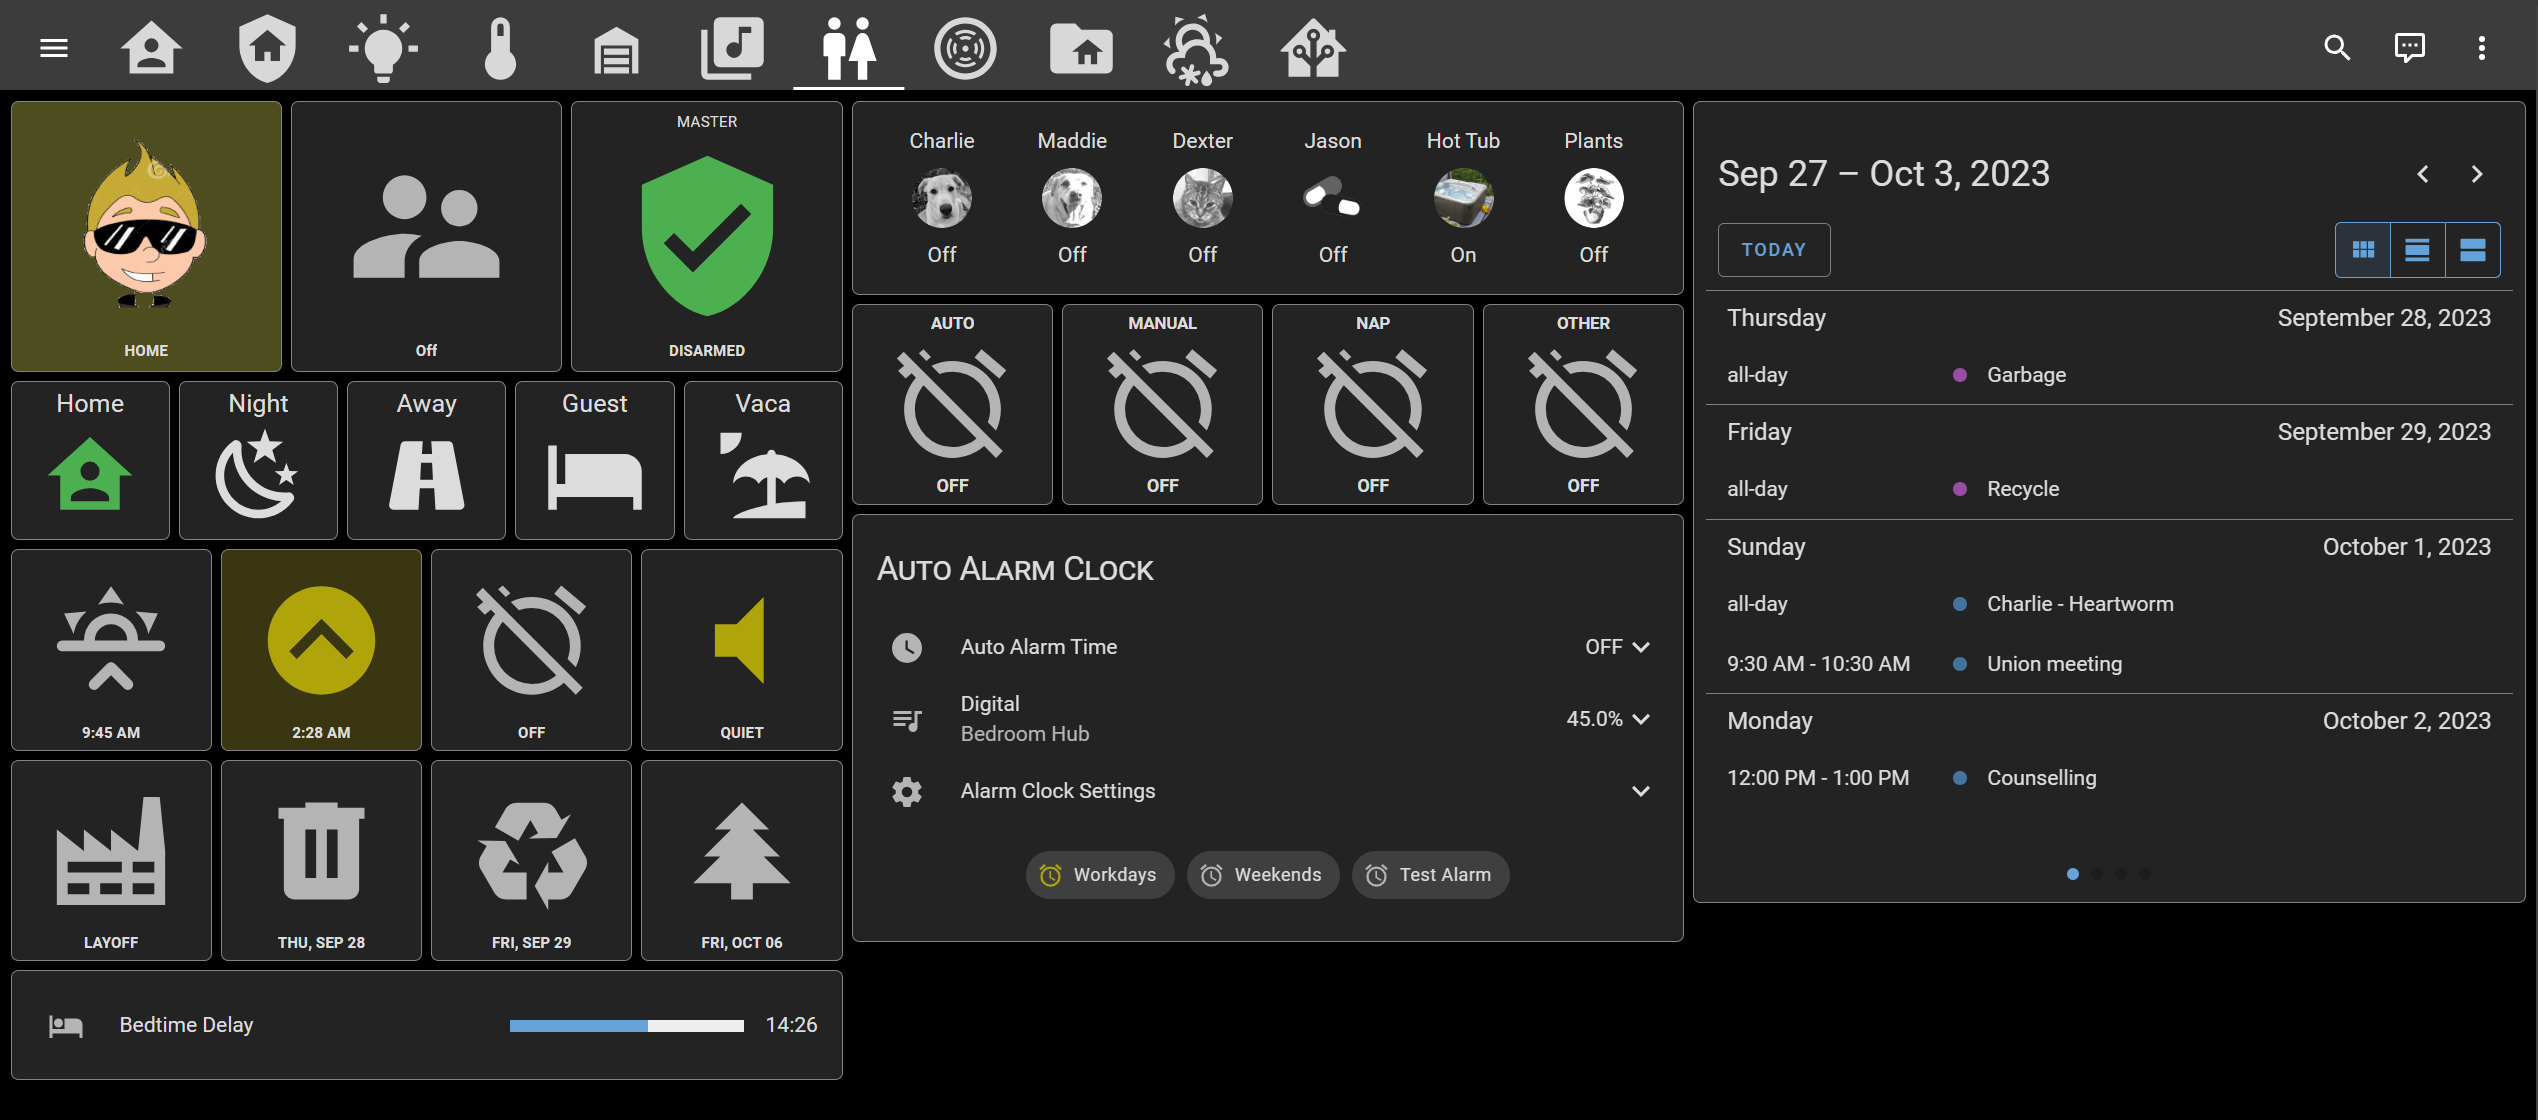 HOME
Off
MASTER
DISARMED
Home
Night
Away
Guest
Vaca
9:45 AM
2:28 AM
OFF
QUIET
LAYOFF
THU, SEP 28
FRI, SEP 29
FRI, OCT 06
Bedtime Delay 14:26
Charlie Maddie Dexter Jason Hot Tub Plants
Off Off Off Off On Off
AUTO MANUAL NAP OTHER
OFF OFF OFF OFF
AUTO ALARM CLOCK
Auto Alarm Time OFF
Digital
Bedroom Hub
45.0%
Alarm Clock Settings
Workdays Weekends Test Alarm
Sep 27 – Oct 3, 2023
TODAY
Thursday September 28, 2023
all-day Garbage
Friday September 29, 2023
all-day Recycle
Sunday October 1, 2023
all-day Charlie - Heartworm
9:30 AM - 10:30 AM Union meeting
Monday October 2, 2023
12:00 PM - 1:00 PM Counselling